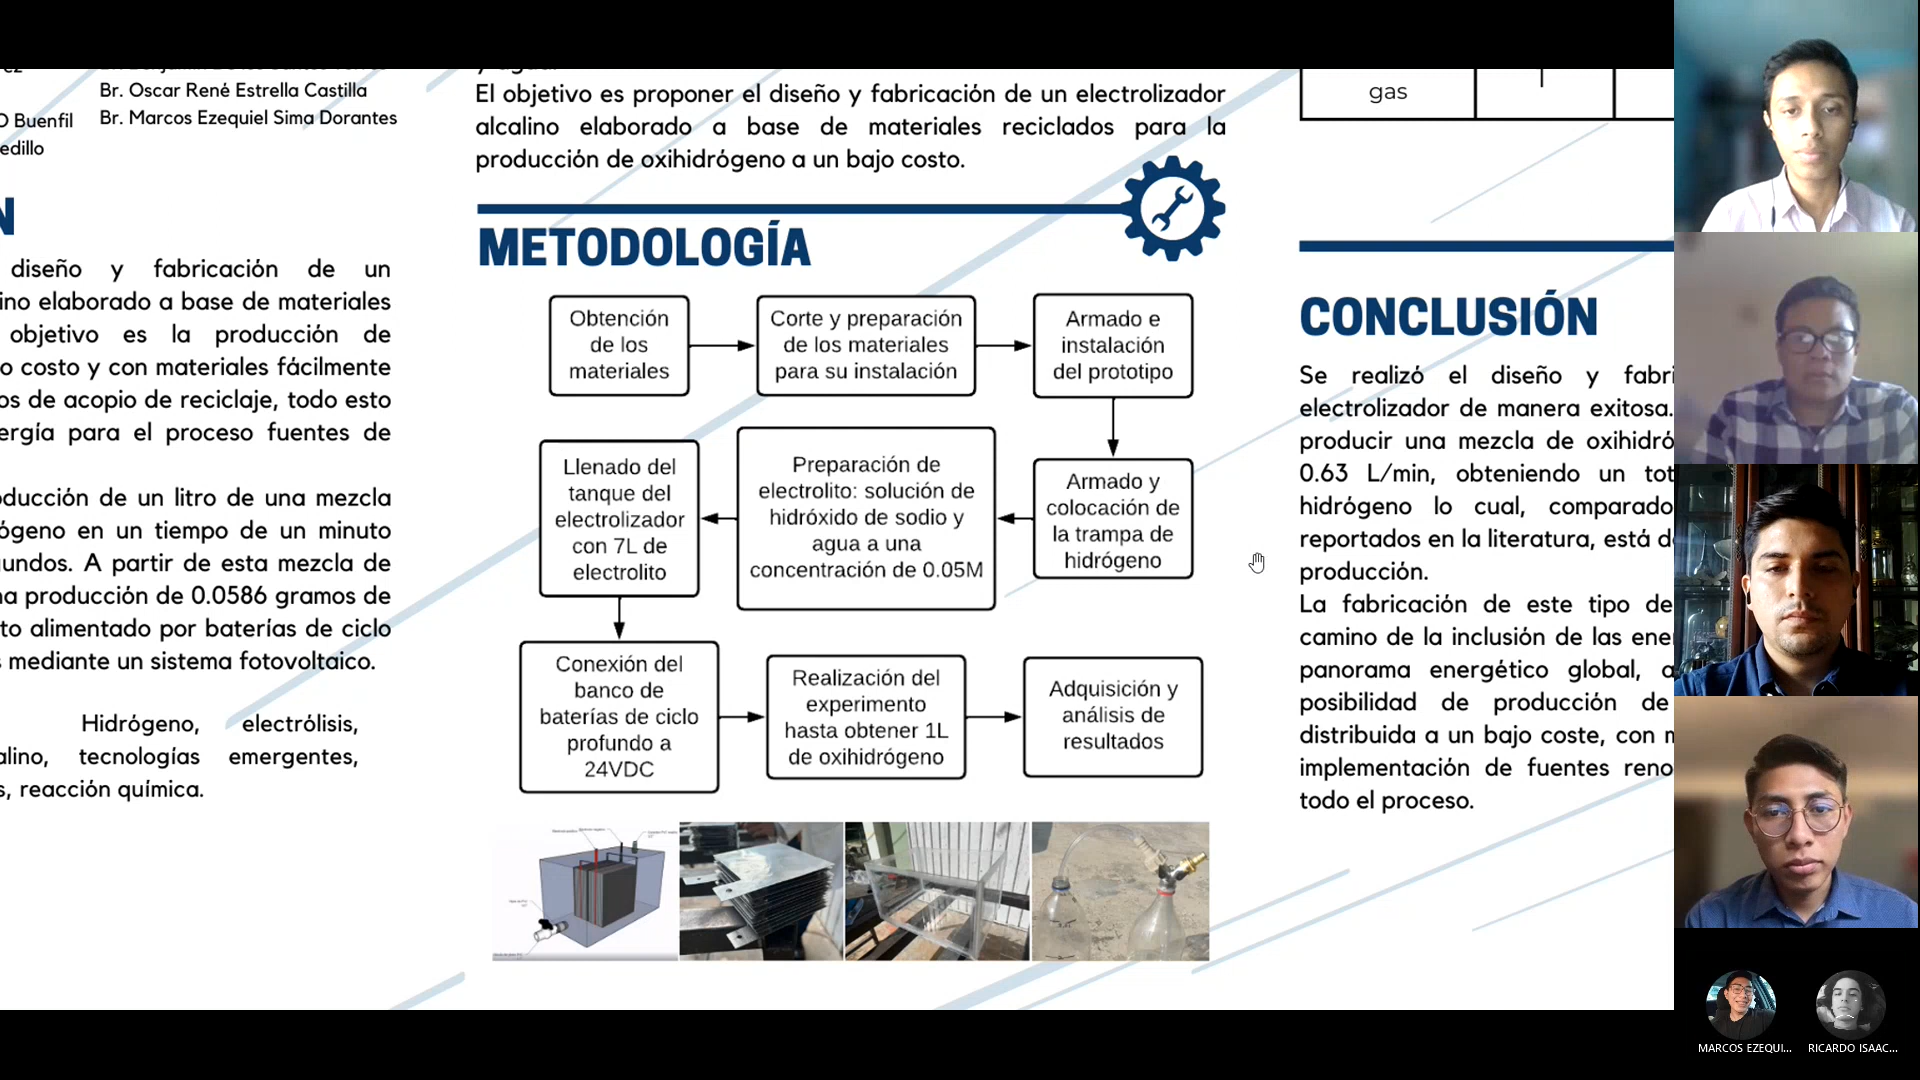 Br. Oscar René Estrella Castilla
Br. Marcos Ezequiel Sima Dorantes
O Buenfil
edillo
N
diseño y fabricación de un
ino elaborado a base de materiales
objetivo es la producción de
o costo y con materiales fácilmente
os de acopio de reciclaje, todo esto
ergía para el proceso fuentes de
oducción de un litro de una mezcla
ógeno en un tiempo de un minuto
undos. A partir de esta mezcla de
na producción de 0.0586 gramos de
to alimentado por baterías de ciclo
s mediante un sistema fotovoltaico.
Hidrógeno, electrólisis,
alino, tecnologías emergentes,
s, reacción química.
y agua.
El objetivo es proponer el diseño y fabricación de un electrolizador
alcalino elaborado a base de materiales reciclados para la
producción de oxihidrógeno a un bajo costo.
METODOLOGÍA
Obtención
de los
materiales
Corte y preparación
de los materiales
para su instalación
Armado e
instalación
del prototipo
Armado y
colocación de
la trampa de
hidrógeno
Preparación de
electrolito: solución de
hidróxido de sodio y
agua a una
concentración de 0.05M
Llenado del
tanque del
electrolizador
con 7L de
electrolito
Conexión del
banco de
baterías de ciclo
profundo a
24VDC
Realización del
experimento
hasta obtener 1L
de oxihidrógeno
Adquisición y
análisis de
resultados
gas
CONCLUSIÓN
Se realizó el diseño y fabri
electrolizador de manera exitosa.
producir una mezcla de oxihidró
0.63 L/min, obteniendo un tot
hidrógeno lo cual, comparado
reportados en la literatura, está d
producción.
La fabricación de este tipo de
camino de la inclusión de las ene
panorama energético global, a
posibilidad de producción de
distribuida a un bajo coste, con m
implementación de fuentes reno
todo el proceso.
MARCOS EZEQUI...
RICARDO ISAAC...